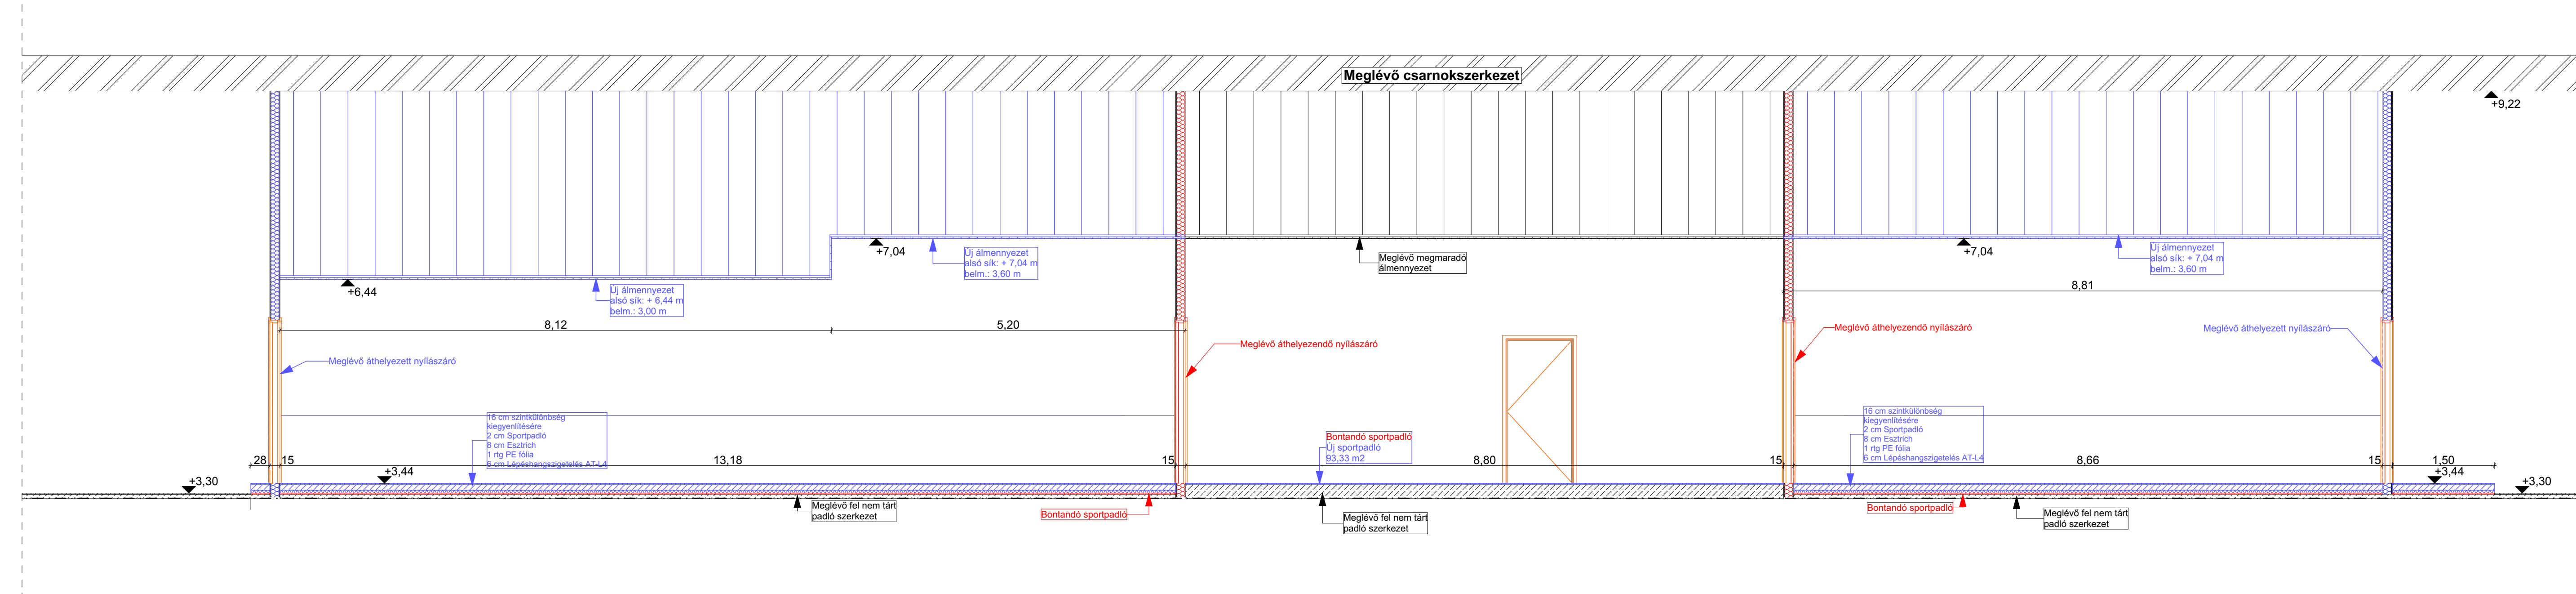 Meglévő csarnokszerkezet
+9,22
+7,04
Új álmennyezet
alsó sík: + 7,04 m
belm.: 3,60 m
Meglévő megmaradó
álmennyezet
+7,04
Új álmennyezet
alsó sík: + 7,04 m
belm.: 3,60 m
+6,44
Új álmennyezet
alsó sík: + 6,44 m
belm.: 3,00 m
8,81
8,12
5,20
Meglévő áthelyezett nyílászáró
Meglévő áthelyezendő nyílászáró
Meglévő áthelyezendő nyílászáró
Meglévő áthelyezett nyílászáró
16 cm szintkülönbség
kiegyenlítésére
2 cm Sportpadló
8 cm Esztrich
1 rtg PE fólia
6 cm Lépéshangszigetelés AT-L4
Bontandó sportpadló
Új sportpadló
93,33 m2
16 cm szintkülönbség
kiegyenlítésére
2 cm Sportpadló
8 cm Esztrich
1 rtg PE fólia
6 cm Lépéshangszigetelés AT-L4
28 15 13,18 15 8,80 15 8,66 15 1,50
+3,30
+3,44
+3,44
+3,30
Meglévő fel nem tárt
padló szerkezet
Bontandó sportpadló
Meglévő fel nem tárt
padló szerkezet
Bontandó sportpadló
Meglévő fel nem tárt
padló szerkezet